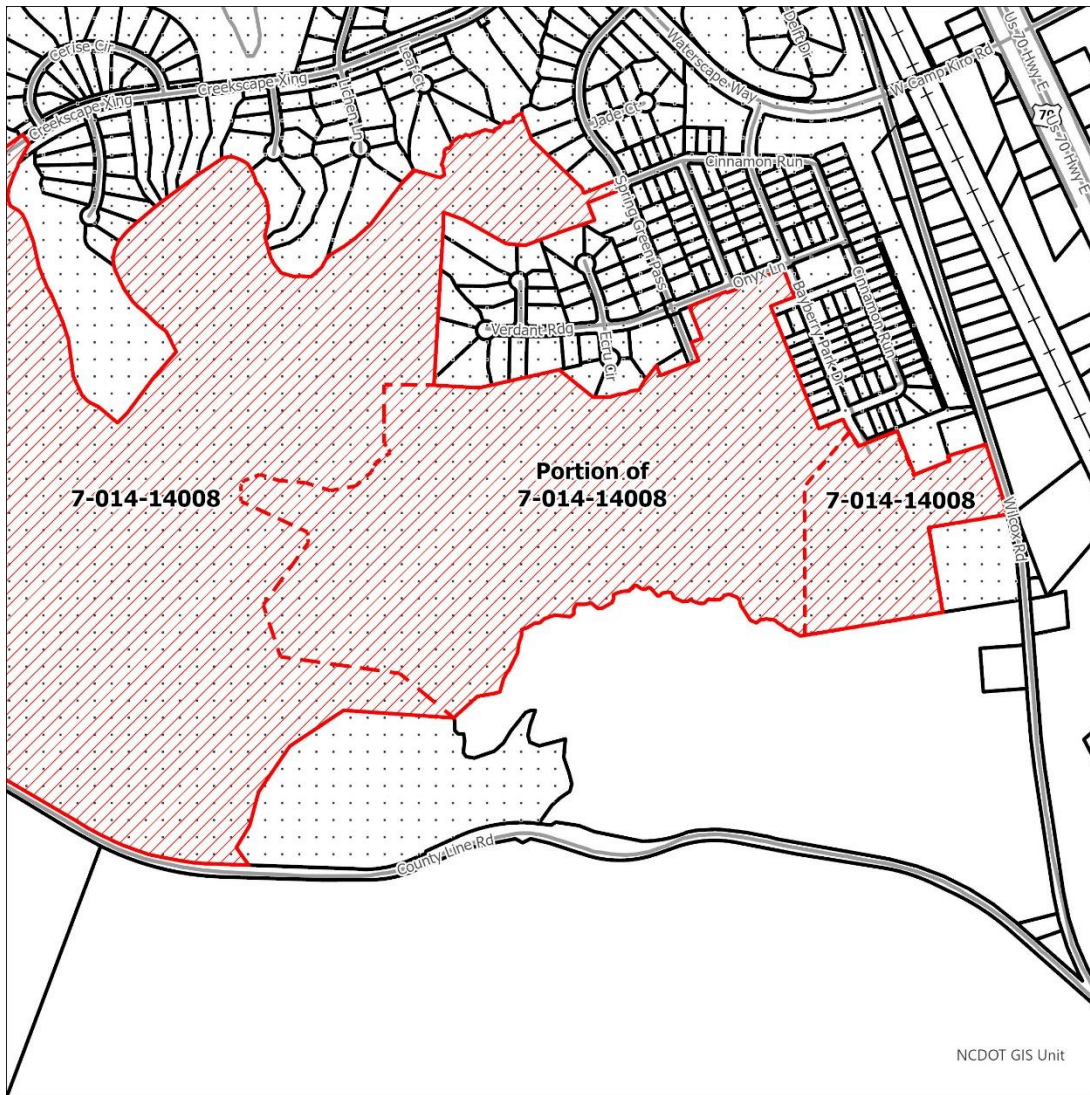 Cerise Cir
Creekscape Xing
Creekscape Xing
Lichen Ln
Leaf Ct
Waterscape Way
Delft Dr
W Camp Kiro Rd
Us 70 Hwy E
70
Us 70 Hwy E
Jade Ct
Cinnamon Run
Spring Green Pass
Onyx Ln
Bayberry Park Dr
Cinnamon Run
Verdant Rdg
Ecru Cir
7-014-14008
Portion of
7-014-14008
7-014-14008
Wilcox Rd
County Line Rd
NCDOT GIS Unit